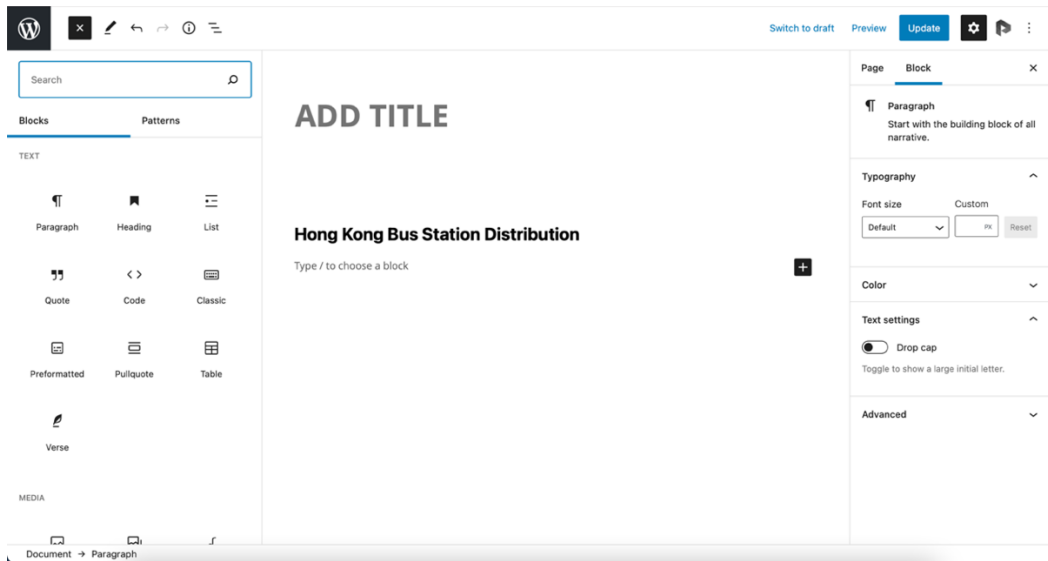 Switch to draft Preview Update
Search
Blocks Patterns
TEXT
Paragraph Heading List
Quote Code Classic
Preformatted Pullquote Table
Verse
MEDIA
Document → Paragraph
ADD TITLE
Hong Kong Bus Station Distribution
Type / to choose a block
Page Block
Paragraph
Start with the building block of all
narrative.
Typography
Font size Custom
Default PX Reset
Color
Text settings
Drop cap
Toggle to show a large initial letter.
Advanced